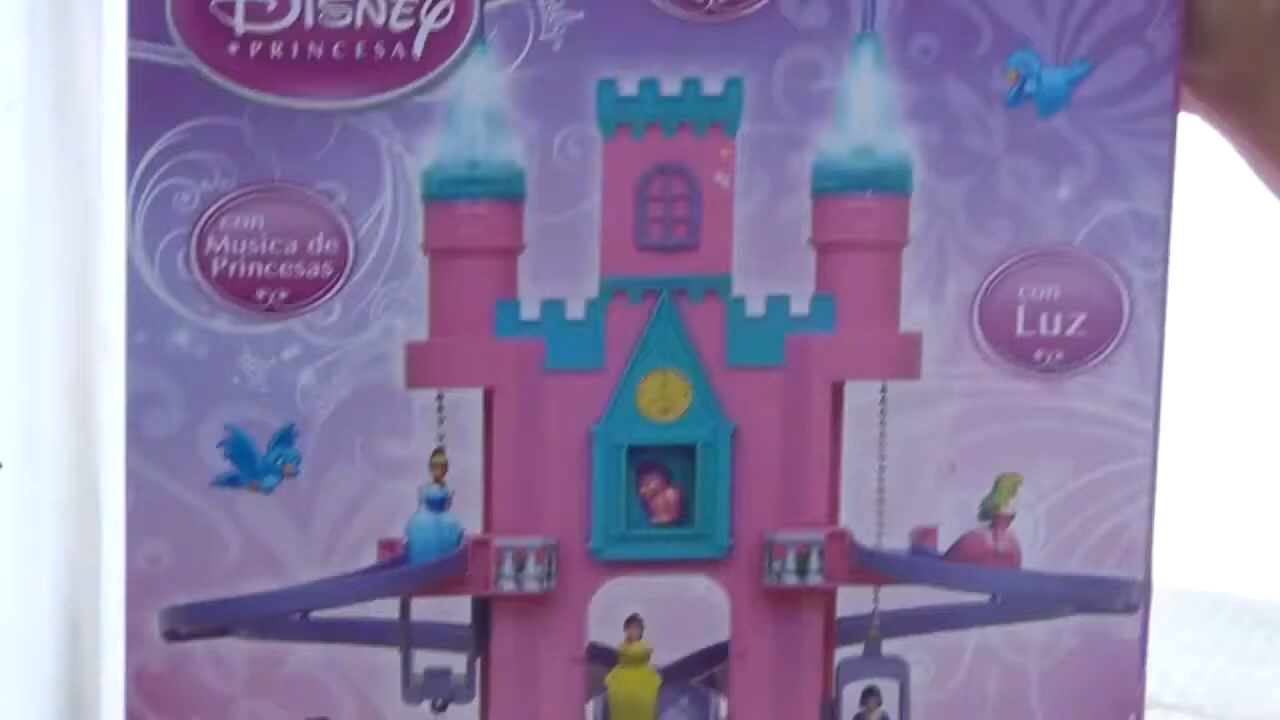 DISNEY
PRINCESA
con
Musica de
Princesas
con
Luz